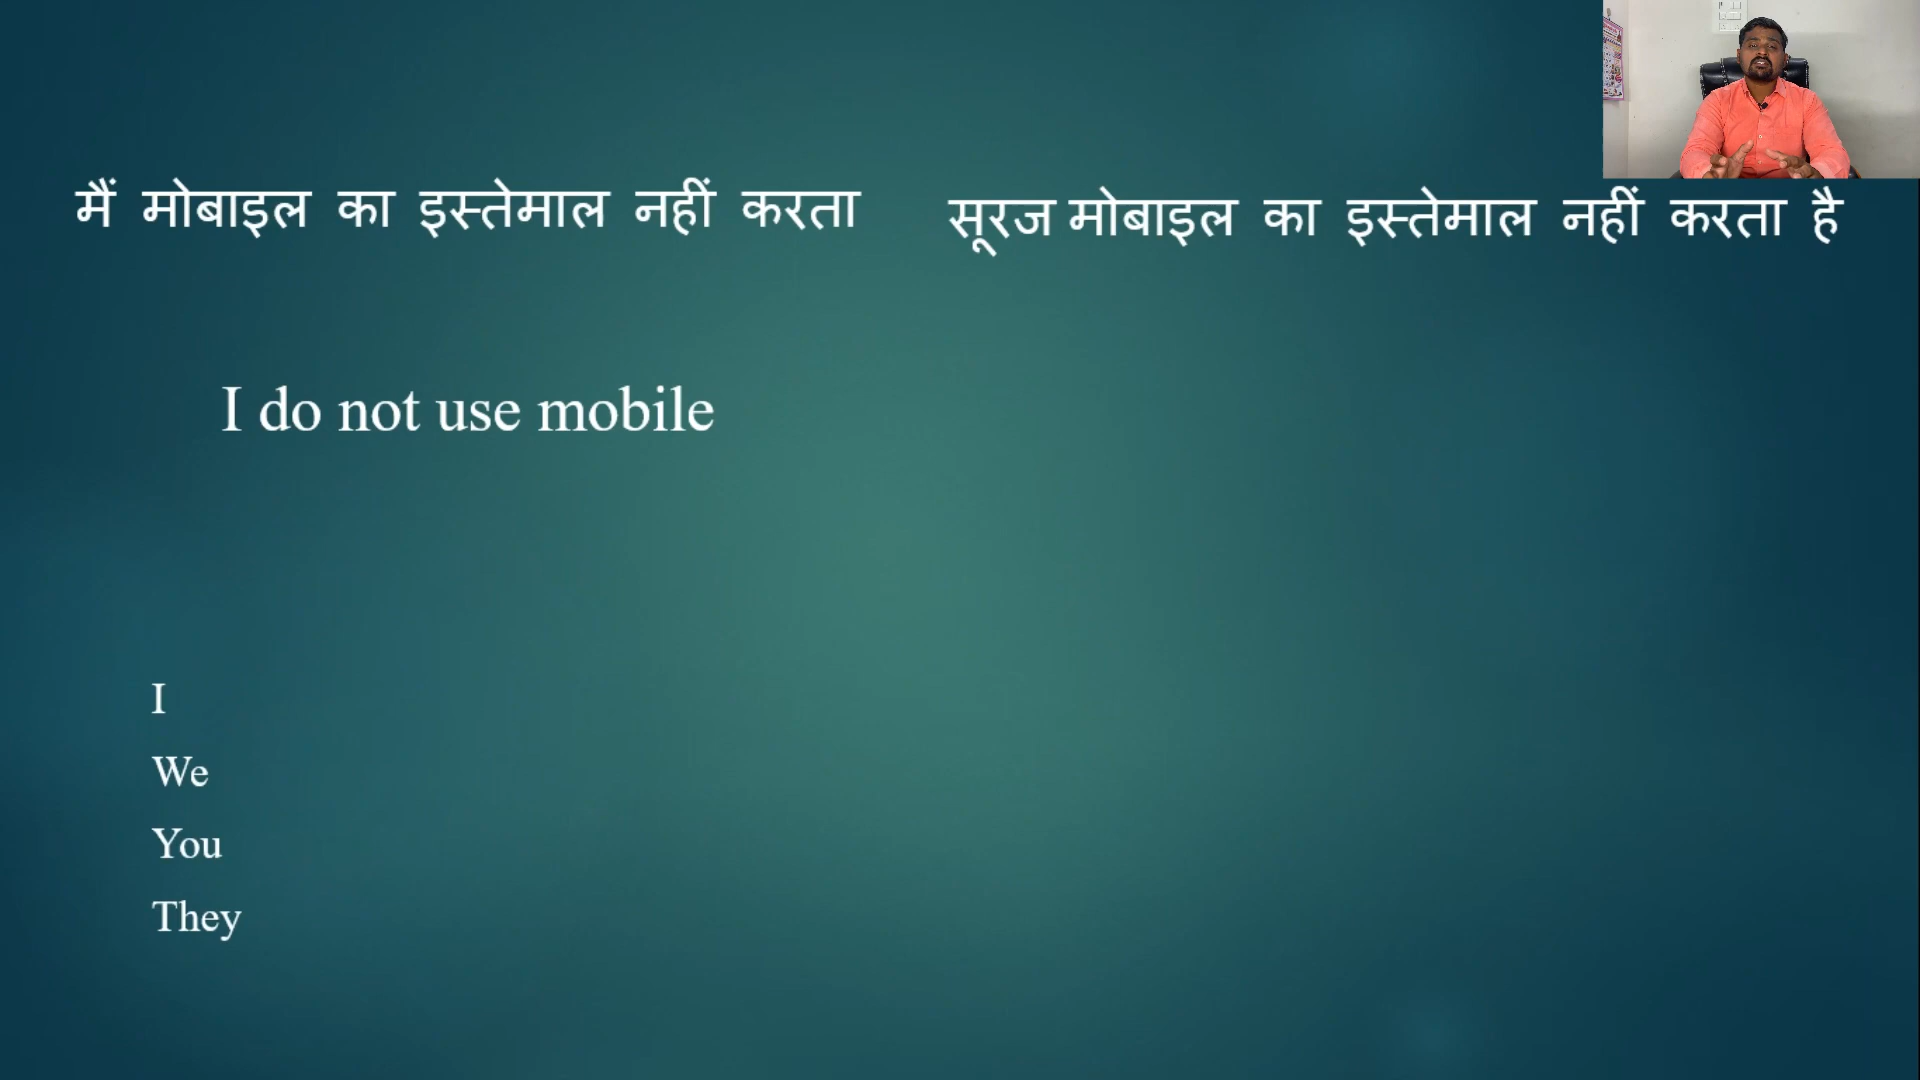 मैं मोबाइल का इस्तेमाल नहीं करता
सूरज मोबाइल का इस्तेमाल नहीं करता है
I do not use mobile
I
We
You
They